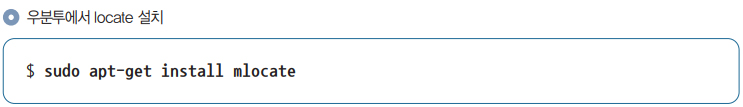 우분투에서 locate 설치
$ sudo apt-get install mlocate